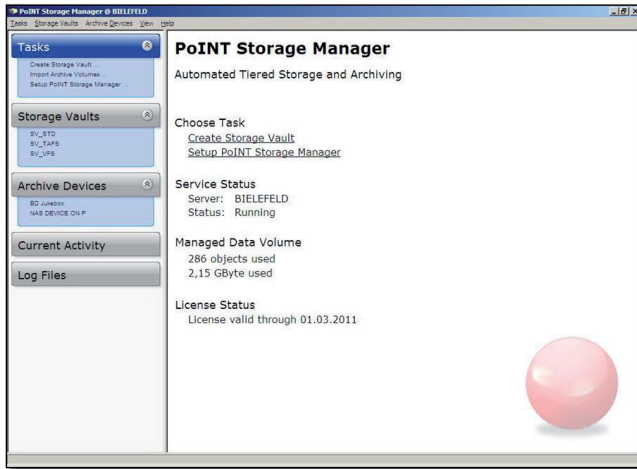 PoINT Storage Manager @ BIELEFELD
Tasks Storage Vaults Archive Devices View Help
Tasks
Create Storage Vault ...
Import Archive Volumes ...
Setup PoINT Storage Manager ...
Storage Vaults
SV_STD
SV_TAPS
SV_VFS
Archive Devices
BD Jukebox
NAS DEVICE ON P
Current Activity
Log Files
PoINT Storage Manager
Automated Tiered Storage and Archiving
Choose Task
Create Storage Vault
Setup PoINT Storage Manager
Service Status
Server: BIELEFELD
Status: Running
Managed Data Volume
286 objects used
2,15 GByte used
License Status
License valid through 01.03.2011